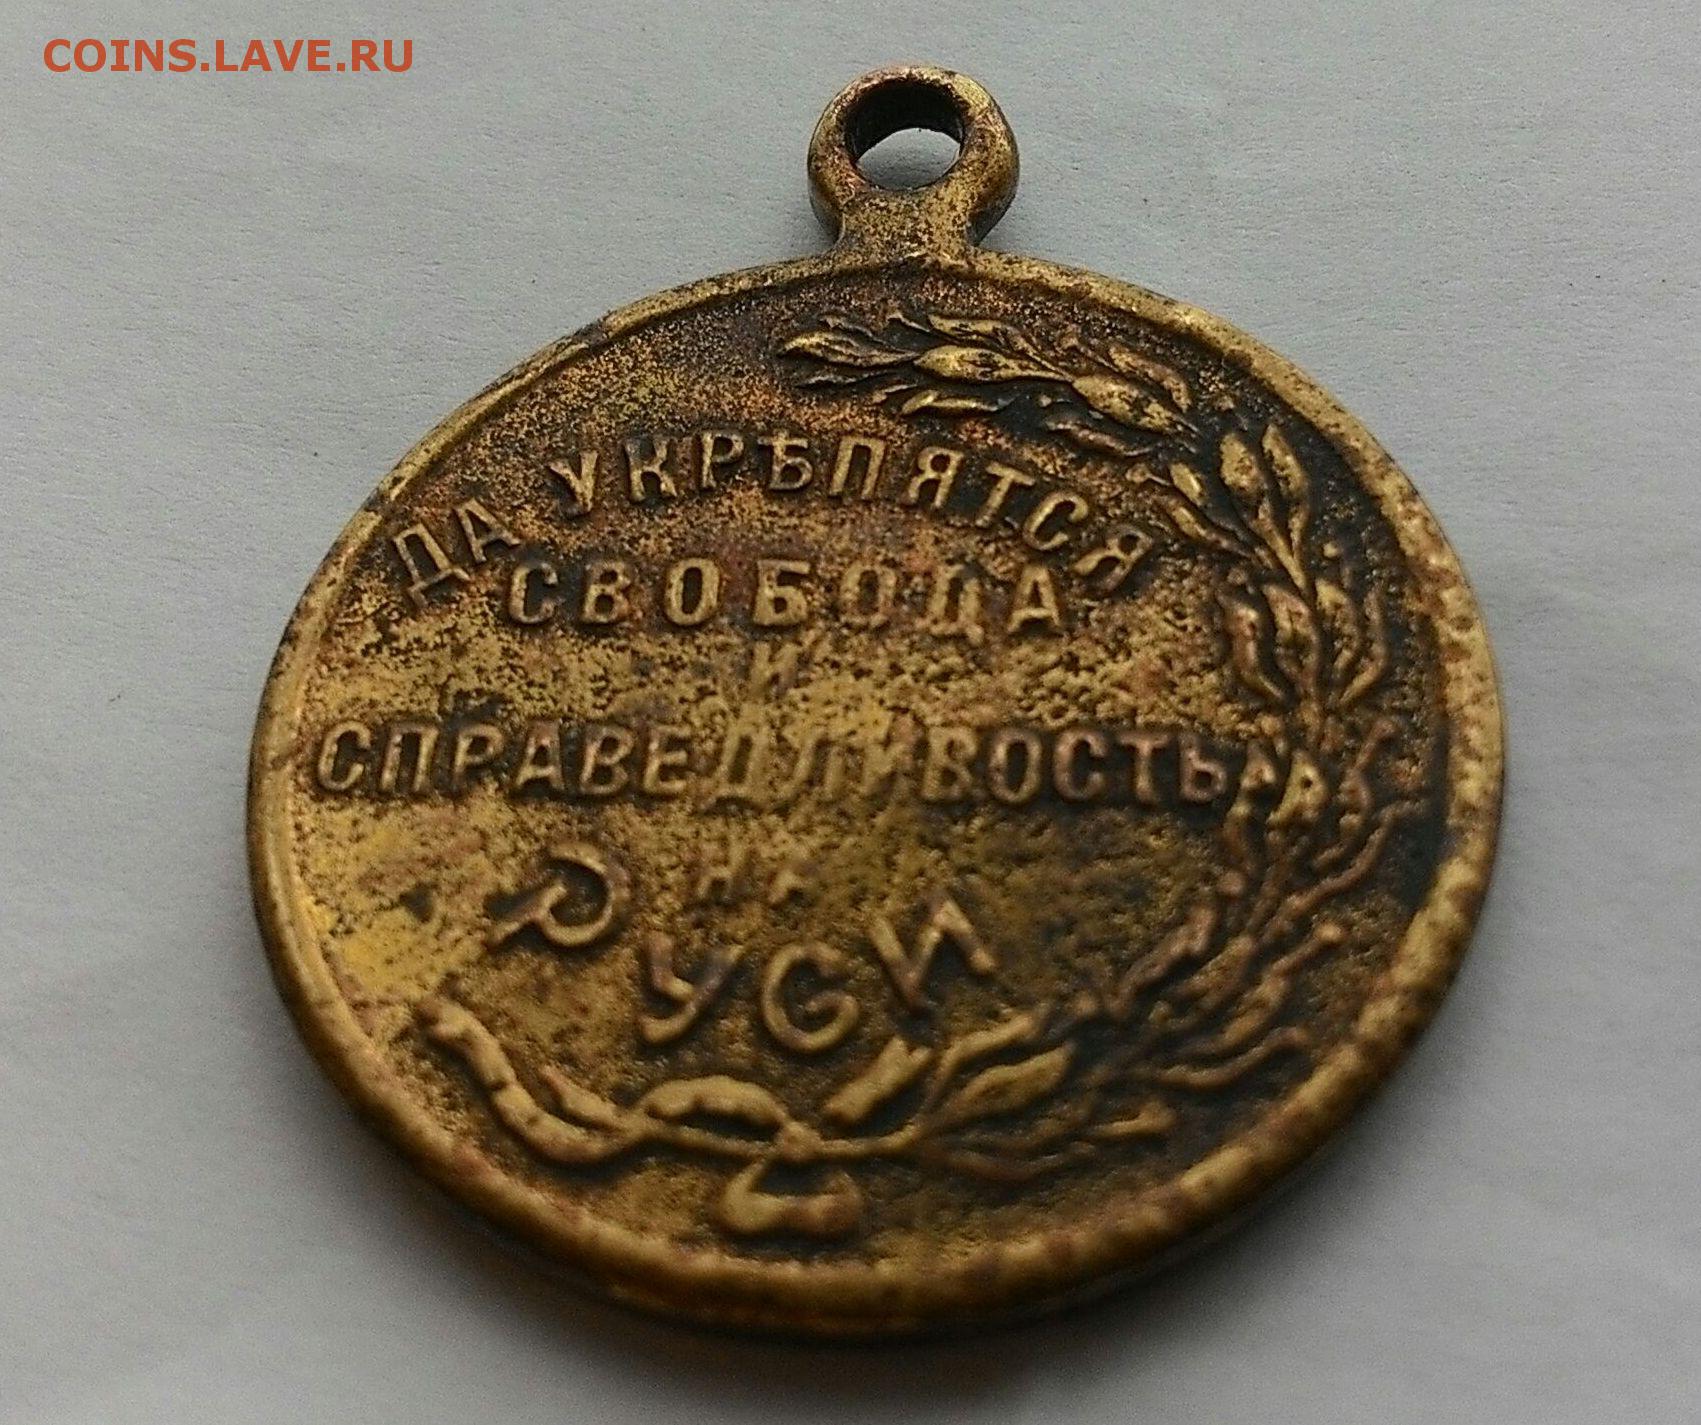 COINS.LAVE.RU
ДА УКРѢПЯТСЯ
СВОБОДА
И
СПРАВЕДЛИВОСТЬ
НА
РУСИ